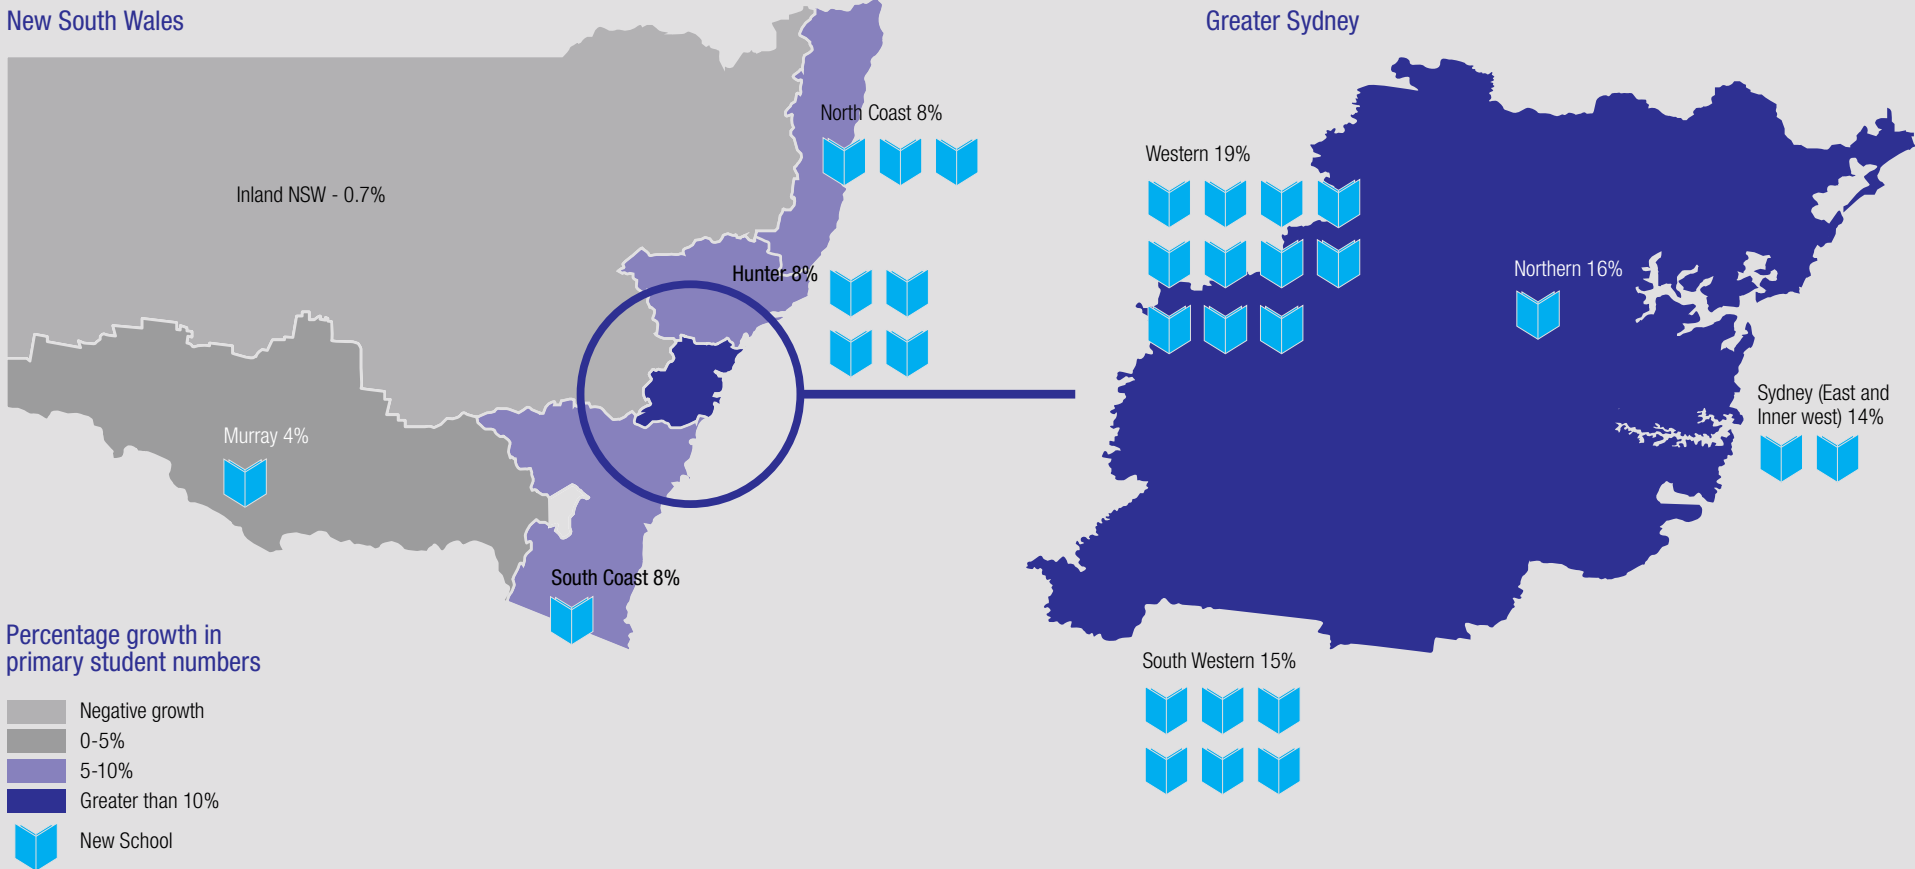 New South Wales
Greater Sydney
North Coast 8%
Western 19%
Inland NSW - 0.7%
Hunter 8%
Northern 16%
Sydney (East and
Inner west) 14%
Murray 4%
South Coast 8%
South Western 15%
Percentage growth in
primary student numbers
Negative growth
0-5%
5-10%
Greater than 10%
New School